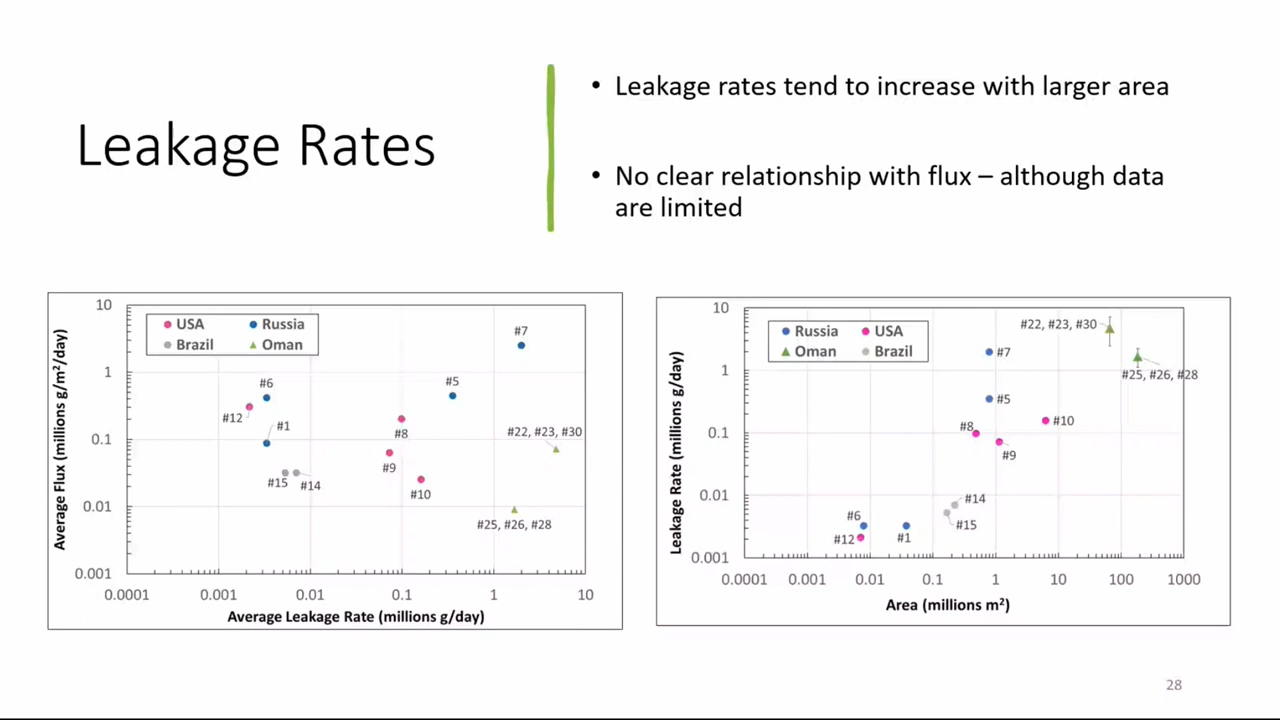 Leakage Rates
• Leakage rates tend to increase with larger area
• No clear relationship with flux – although data
are limited
10
1
0.1
0.01
0.001
Average Flux (millions g/m²/day)
USA
Russia
Brazil
Oman
#7
#6
#5
#12
#1
#8
#22, #23, #30
#9
#15
#14
#10
#25, #26, #28
0.0001
0.001
0.01
0.1
1
10
Average Leakage Rate (millions g/day)
10
1
0.1
0.01
0.001
Leakage Rate (millions g/day)
Russia
USA
Oman
Brazil
#22, #23, #30
#7
#25, #26, #28
#5
#8
#10
#9
#14
#6
#15
#12
#1
0.0001
0.001
0.01
0.1
1
10
100
1000
Area (millions m²)
28